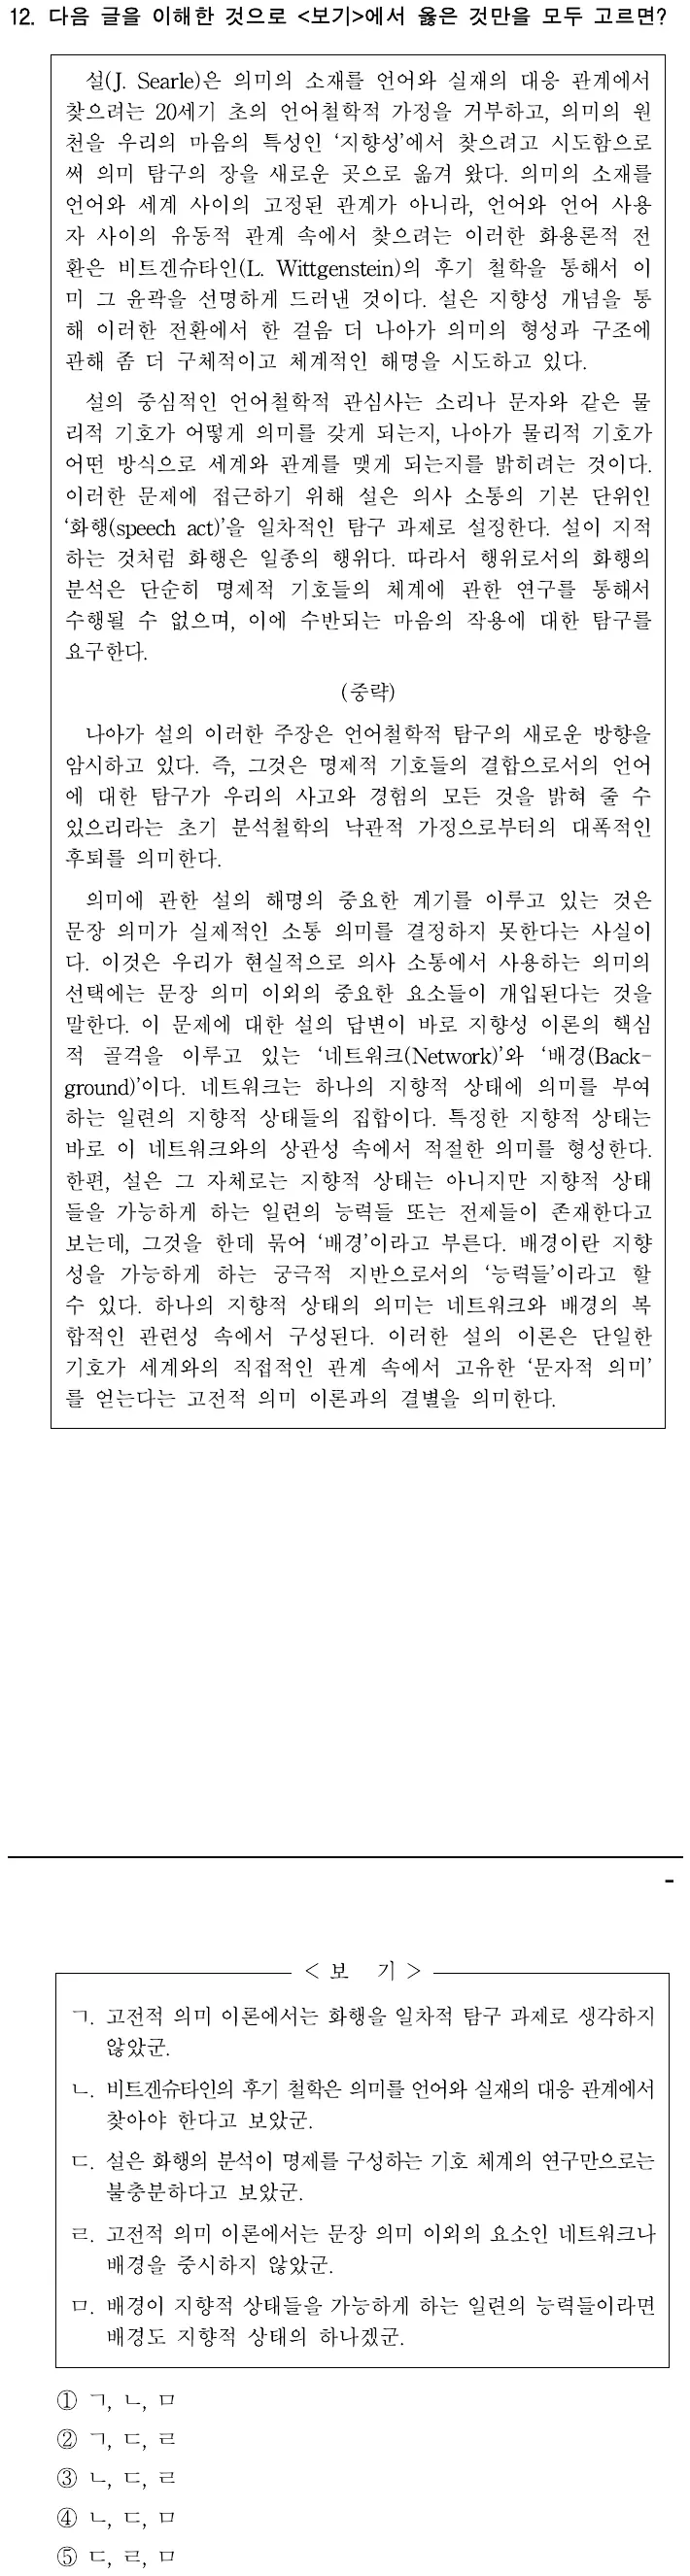 12. 다음 글을 이해한 것으로 <보기>에서 옳은 것만을 모두 고르면?
설(J. Searle)은 의미의 소재를 언어와 실재의 대응 관계에서
찾으려는 20세기 초의 언어철학적 가정을 거부하고, 의미의 원
천을 우리의 마음의 특성인 ‘지향성’에서 찾으려고 시도함으로
써 의미 탐구의 장을 새로운 곳으로 옮겨 왔다. 의미의 소재를
언어와 세계 사이의 고정된 관계가 아니라, 언어와 언어 사용
자 사이의 유동적 관계 속에서 찾으려는 이러한 화용론적 전
환은 비트겐슈타인(L. Wittgenstein)의 후기 철학을 통해서 이
미 그 윤곽을 선명하게 드러낸 것이다. 설은 지향성 개념을 통
해 이러한 전환에서 한 걸음 더 나아가 의미의 형성과 구조에
관해 좀 더 구체적이고 체계적인 해명을 시도하고 있다.
설의 중심적인 언어철학적 관심사는 소리나 문자와 같은 물
리적 기호가 어떻게 의미를 갖게 되는지, 나아가 물리적 기호가
어떤 방식으로 세계와 관계를 맺게 되는지를 밝히려는 것이다.
이러한 문제에 접근하기 위해 설은 의사 소통의 기본 단위인
‘화행(speech act)’을 일차적인 탐구 과제로 설정한다. 설이 지적
하는 것처럼 화행은 일종의 행위다. 따라서 행위로서의 화행의
분석은 단순히 명제적 기호들의 체계에 관한 연구를 통해서
수행될 수 없으며, 이에 수반되는 마음의 작용에 대한 탐구를
요구한다.
(중략)
나아가 설의 이러한 주장은 언어철학적 탐구의 새로운 방향을
암시하고 있다. 즉, 그것은 명제적 기호들의 결합으로서의 언어
에 대한 탐구가 우리의 사고와 경험의 모든 것을 밝혀 줄 수
있으리라는 초기 분석철학의 낙관적 가정으로부터의 대폭적인
후퇴를 의미한다.
의미에 관한 설의 해명의 중요한 계기를 이루고 있는 것은
문장 의미가 실제적인 소통 의미를 결정하지 못한다는 사실이
다. 이것은 우리가 현실적으로 의사 소통에서 사용하는 의미의
선택에는 문장 의미 이외의 중요한 요소들이 개입된다는 것을
말한다. 이 문제에 대한 설의 답변이 바로 지향성 이론의 핵심
적 골격을 이루고 있는 ‘네트워크(Network)’와 ‘배경(Back-
ground)’이다. 네트워크는 하나의 지향적 상태에 의미를 부여
하는 일련의 지향적 상태들의 집합이다. 특정한 지향적 상태는
바로 이 네트워크와의 상관성 속에서 적절한 의미를 형성한다.
한편, 설은 그 자체로는 지향적 상태는 아니지만 지향적 상태
들을 가능하게 하는 일련의 능력들 또는 전제들이 존재한다고
보는데, 그것을 한데 묶어 ‘배경’이라고 부른다. 배경이란 지향
성을 가능하게 하는 궁극적 지반으로서의 ‘능력들’이라고 할
수 있다. 하나의 지향적 상태의 의미는 네트워크와 배경의 복
합적인 관련성 속에서 구성된다. 이러한 설의 이론은 단일한
기호가 세계와의 직접적인 관계 속에서 고유한 ‘문자적 의미’
를 얻는다는 고전적 의미 이론과의 결별을 의미한다.
-
<보 기>
ㄱ. 고전적 의미 이론에서는 화행을 일차적 탐구 과제로 생각하지
않았군.
ㄴ. 비트겐슈타인의 후기 철학은 의미를 언어와 실재의 대응 관계에서
찾아야 한다고 보았군.
ㄷ. 설은 화행의 분석이 명제를 구성하는 기호 체계의 연구만으로는
불충분하다고 보았군.
ㄹ. 고전적 의미 이론에서는 문장 의미 이외의 요소인 네트워크나
배경을 중시하지 않았군.
ㅁ. 배경이 지향적 상태들을 가능하게 하는 일련의 능력들이라면
배경도 지향적 상태의 하나겠군.
① ㄱ, ㄴ, ㅁ
② ㄱ, ㄷ, ㄹ
③ ㄴ, ㄷ, ㄹ
④ ㄴ, ㄷ, ㅁ
⑤ ㄷ, ㄹ, ㅁ